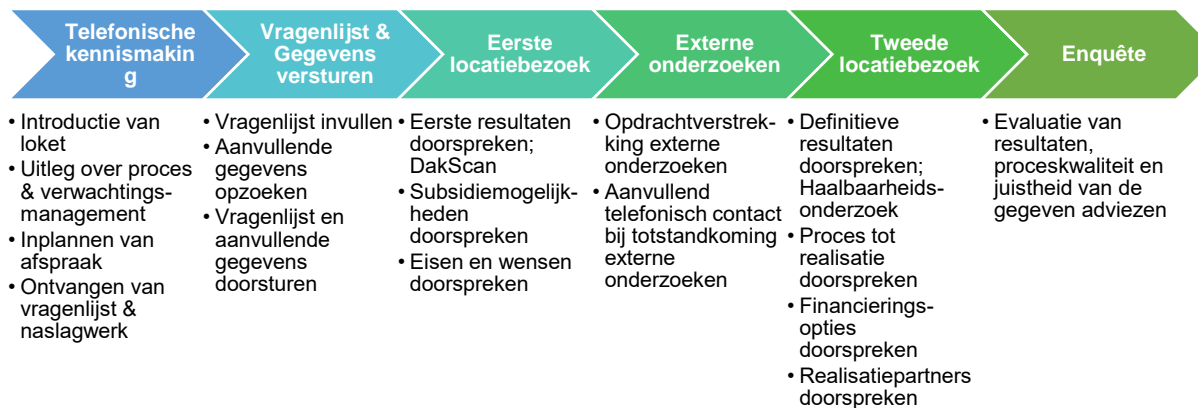 Telefonische
kennismakin
g
Vragenlijst &
Gegevens
versturen
Eerste
locatiebezoek
Externe
onderzoeken
Tweede
locatiebezoek
Enquête
• Introductie van
loket
• Uitleg over proces
& verwachtings-
management
• Inplannen van
afspraak
• Ontvangen van
vragenlijst &
naslagwerk
• Vragenlijst invullen
• Aanvullende
gegevens
opzoeken
• Vragenlijst en
aanvullende
gegevens
doorsturen
• Eerste resultaten
doorspreken;
DakScan
• Subsidiemogelijk-
heden
doorspreken
• Eisen en wensen
doorspreken
• Opdrachtverstrek-
king externe
onderzoeken
• Aanvullend
telefonisch contact
bij totstandkoming
externe
onderzoeken
• Definitieve
resultaten
doorspreken;
Haalbaarheids-
onderzoek
• Proces tot
realisatie
doorspreken
• Financierings-
opties
doorspreken
• Realisatiepartners
doorspreken
• Evaluatie van
resultaten,
proceskwaliteit en
juistheid van de
gegeven adviezen